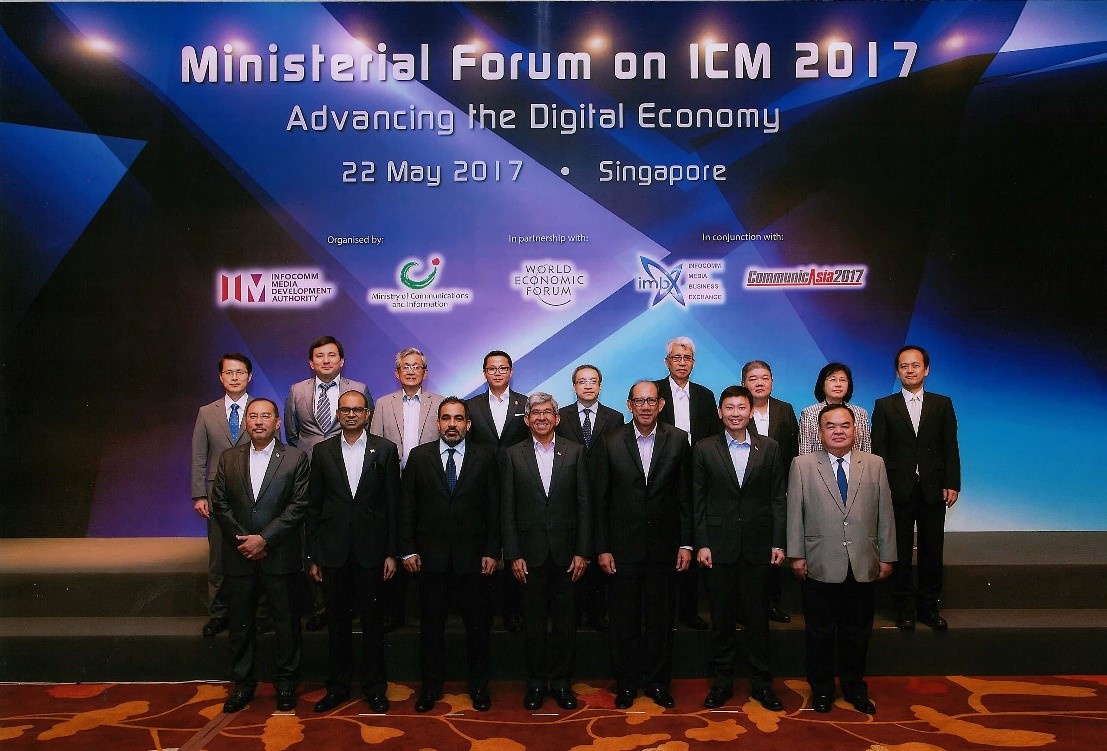 Ministerial Forum on ICM 2017
Advancing the Digital Economy
22 May 2017 • Singapore
Organised by:
In partnership with:
In conjunction with:
INFOCOMM
MEDIA
DEVELOPMENT
AUTHORITY
Ministry of Communications
and Information
WORLD
ECONOMIC
FORUM
imbX
INFOCOMM
MEDIA
BUSINESS
EXCHANGE
CommunicAsia2017